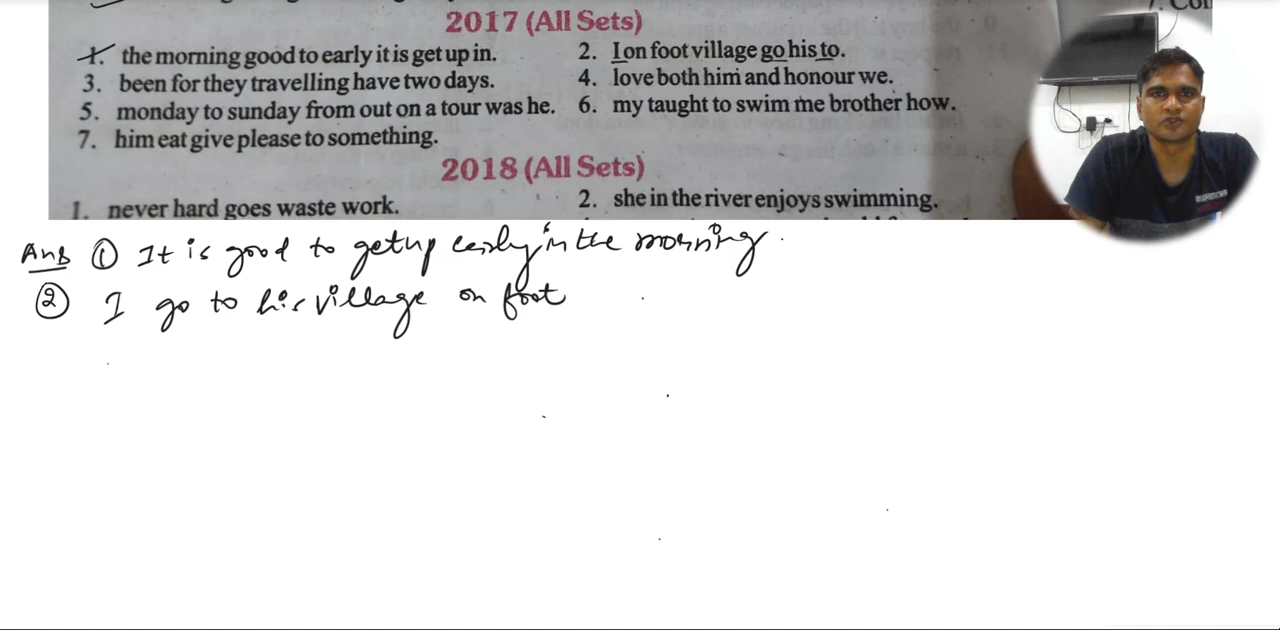 2017 (All Sets)
1. the morning good to early it is get up in. 2. I on foot village go his to.
3. been for they travelling have two days. 4. love both him and honour we.
5. monday to sunday from out on a tour was he. 6. my taught to swim me brother how.
7. him eat give please to something.
2018 (All Sets)
1. never hard goes waste work. 2. she in the river enjoys swimming.
Ans ① It is good to get up early in the morning.
② I go to his village on foot